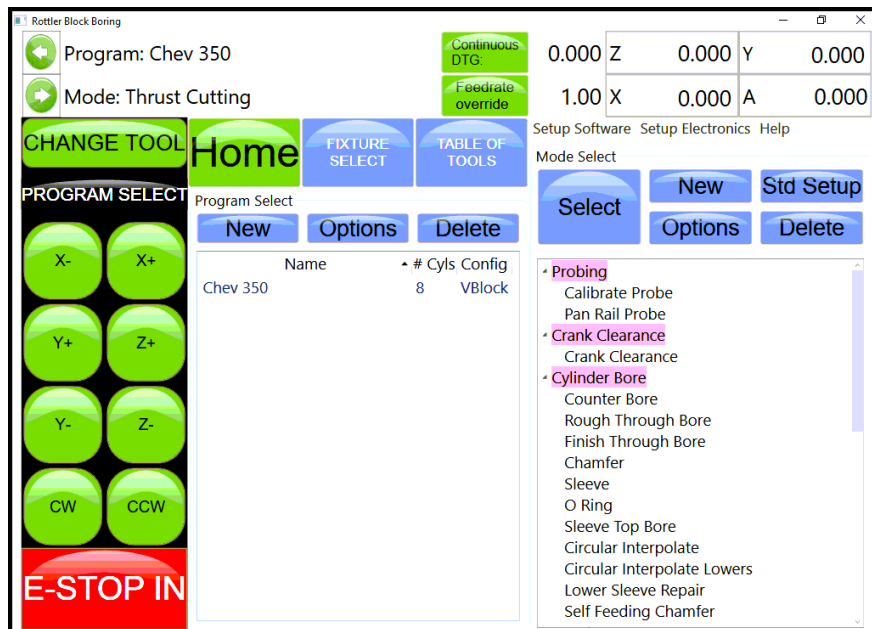 Rottler Block Boring
Program: Chev 350
Continuous DTG:
0.000 Z 0.000 Y 0.000
Mode: Thrust Cutting
Feedrate override
1.00 X 0.000 A 0.000
CHANGE TOOL
Home
FIXTURE SELECT
TABLE OF TOOLS
Setup Software Setup Electronics Help
Mode Select
Select
New
Std Setup
Options
Delete
PROGRAM SELECT
Program Select
New
Options
Delete
Name # Cyls Config
Chev 350 8 VBlock
X-
X+
Y+
Z+
Y-
Z-
CW
CCW
E-STOP IN
Probing
Calibrate Probe
Pan Rail Probe
Crank Clearance
Crank Clearance
Cylinder Bore
Counter Bore
Rough Through Bore
Finish Through Bore
Chamfer
Sleeve
O Ring
Sleeve Top Bore
Circular Interpolate
Circular Interpolate Lowers
Lower Sleeve Repair
Self Feeding Chamfer